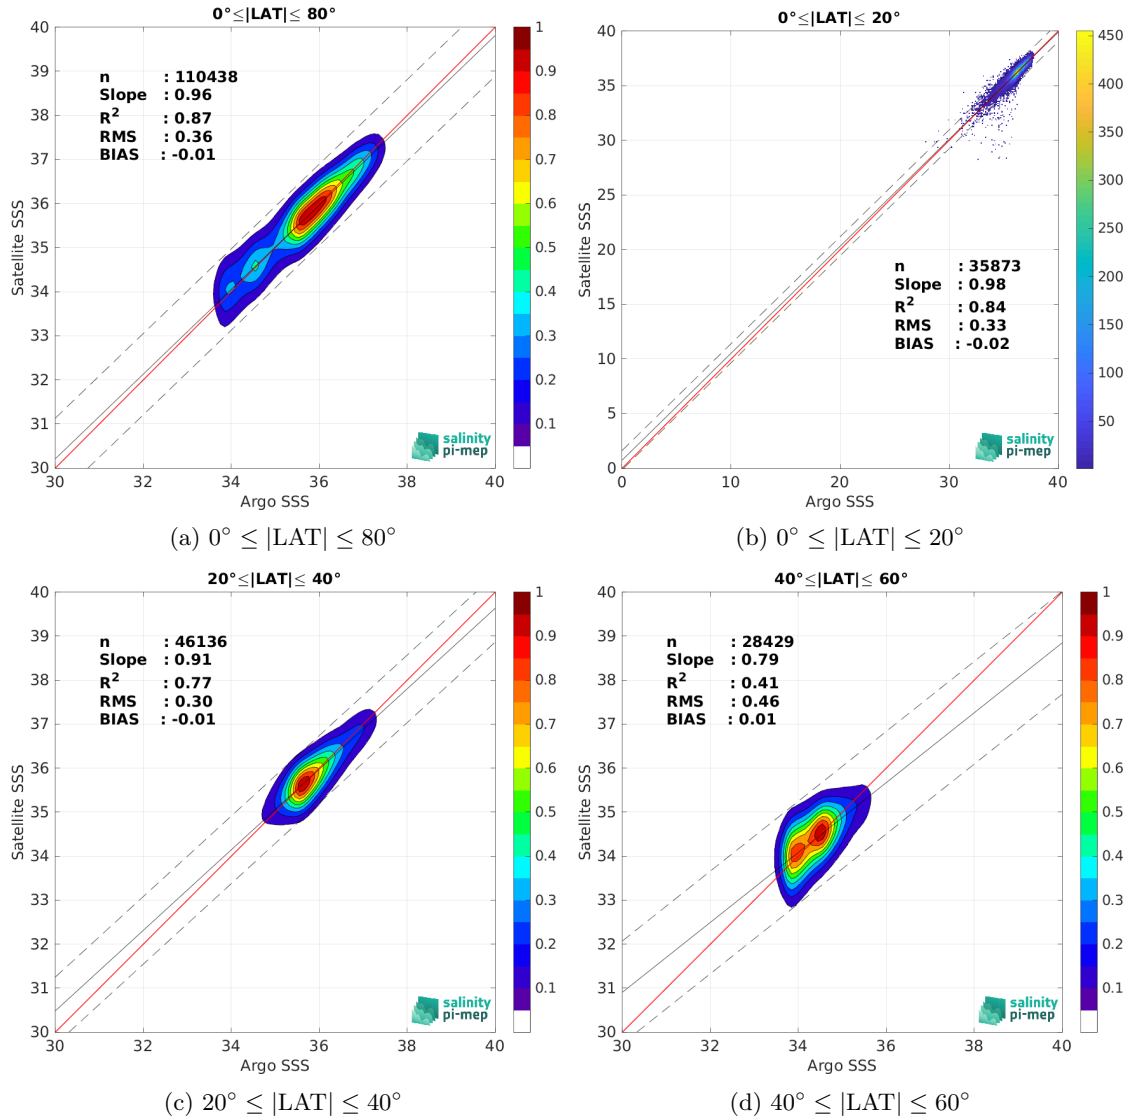 0°≤|LAT|≤ 80°
40
39
38
37
36
35
34
33
32
31
30
30 32 34 36 38 40
Satellite SSS
Argo SSS
n : 110438
Slope : 0.96
R² : 0.87
RMS : 0.36
BIAS : -0.01
salinity
pi-mep
1
0.9
0.8
0.7
0.6
0.5
0.4
0.3
0.2
0.1
(a) 0° ≤ |LAT| ≤ 80°
0°≤|LAT|≤ 20°
40
35
30
25
20
15
10
5
0
0 10 20 30 40
Satellite SSS
Argo SSS
n : 35873
Slope : 0.98
R² : 0.84
RMS : 0.33
BIAS : -0.02
salinity
pi-mep
450
400
350
300
250
200
150
100
50
(b) 0° ≤ |LAT| ≤ 20°
20°≤|LAT|≤ 40°
40
39
38
37
36
35
34
33
32
31
30
30 32 34 36 38 40
Satellite SSS
Argo SSS
n : 46136
Slope : 0.91
R² : 0.77
RMS : 0.30
BIAS : -0.01
salinity
pi-mep
1
0.9
0.8
0.7
0.6
0.5
0.4
0.3
0.2
0.1
(c) 20° ≤ |LAT| ≤ 40°
40°≤|LAT|≤ 60°
40
39
38
37
36
35
34
33
32
31
30
30 32 34 36 38 40
Satellite SSS
Argo SSS
n : 28429
Slope : 0.79
R² : 0.41
RMS : 0.46
BIAS : 0.01
salinity
pi-mep
1
0.9
0.8
0.7
0.6
0.5
0.4
0.3
0.2
0.1
(d) 40° ≤ |LAT| ≤ 60°